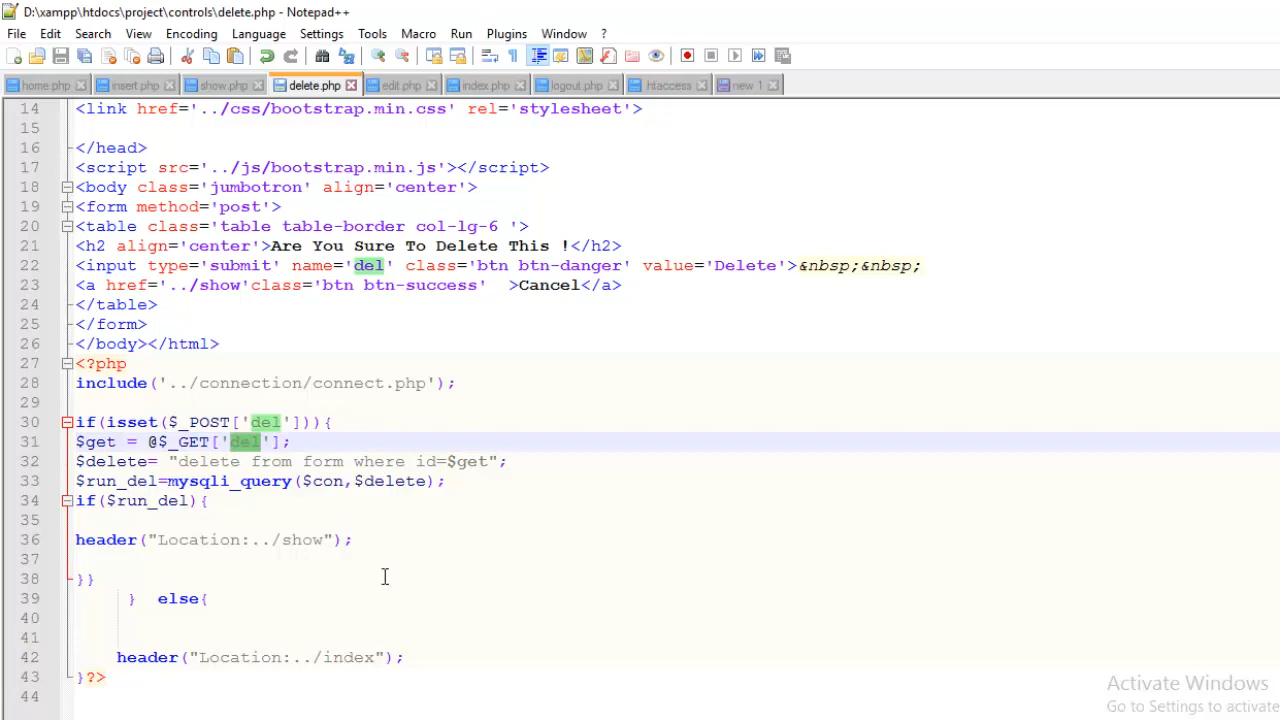 D:\xampp\htdocs\project\controls\delete.php - Notepad++
File Edit Search View Encoding Language Settings Tools Macro Run Plugins Window ?
home.php insert.php show.php delete.php edit.php index.php logout.php htaccess new 1
14 <link href='../css/bootstrap.min.css' rel='stylesheet'>
15
16 </head>
17 <script src='../js/bootstrap.min.js'></script>
18 <body class='jumbotron' align='center'>
19 <form method='post'>
20 <table class='table table-border col-lg-6 '>
21 <h2 align='center'>Are You Sure To Delete This !</h2>
22 <input type='submit' name='del' class='btn btn-danger' value='Delete'>&nbsp;&nbsp;
23 <a href='../show'class='btn btn-success'  >Cancel</a>
24 </table>
25 </form>
26 </body></html>
27 <?php
28 include('../connection/connect.php');
29
30 if(isset($_POST['del'])){
31 $get = @$_GET['del'];
32 $delete= "delete from form where id=$get";
33 $run_del=mysqli_query($con,$delete);
34 if($run_del){
35
36 header("Location:../show");
37
38 }}
39 }  else{
40
41
42 header("Location:../index");
43 }?>
44
Activate Windows
Go to Settings to activate